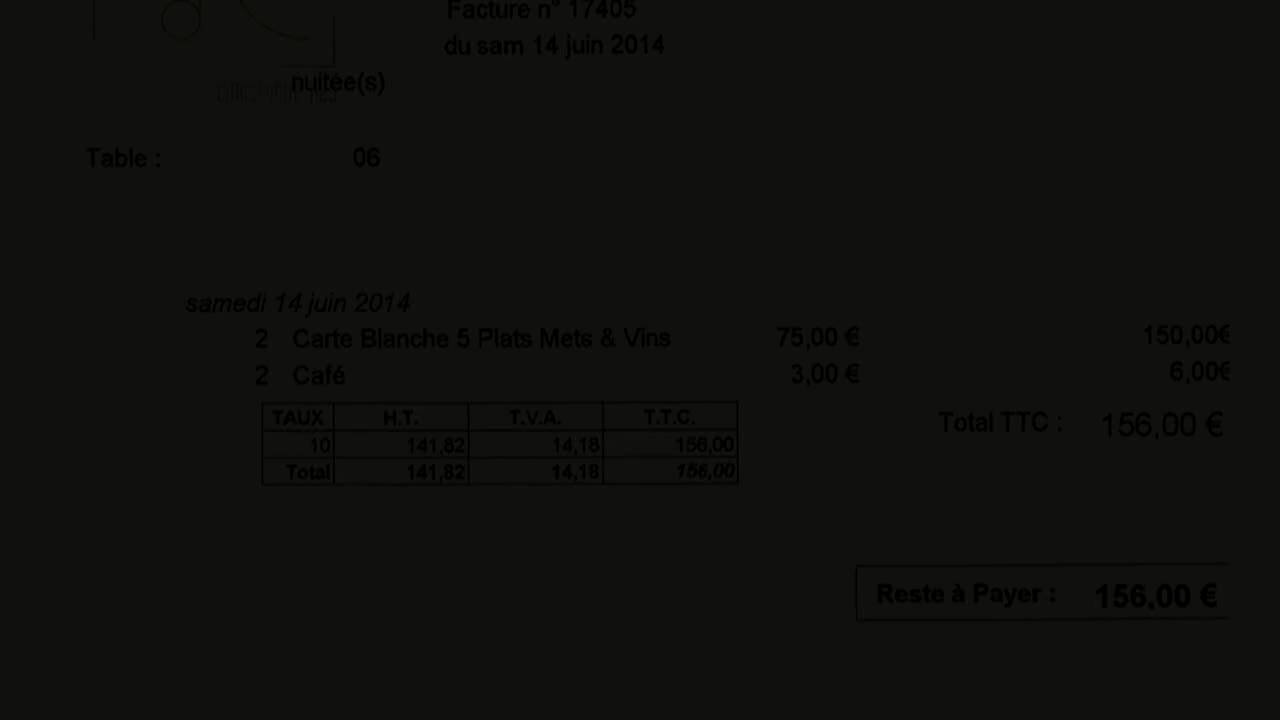 Facture n° 17405
du sam 14 juin 2014
nuitée(s)
Table : 06
samedi 14 juin 2014
2 Carte Blanche 5 Plats Mets & Vins 75,00 € 150,00€
2 Café 3,00 € 6,00€
TAUX H.T. T.V.A. T.T.C.
10 141,82 14,18 156,00
Total 141,82 14,18 156,00
Total TTC : 156,00 €
Reste à Payer : 156,00 €